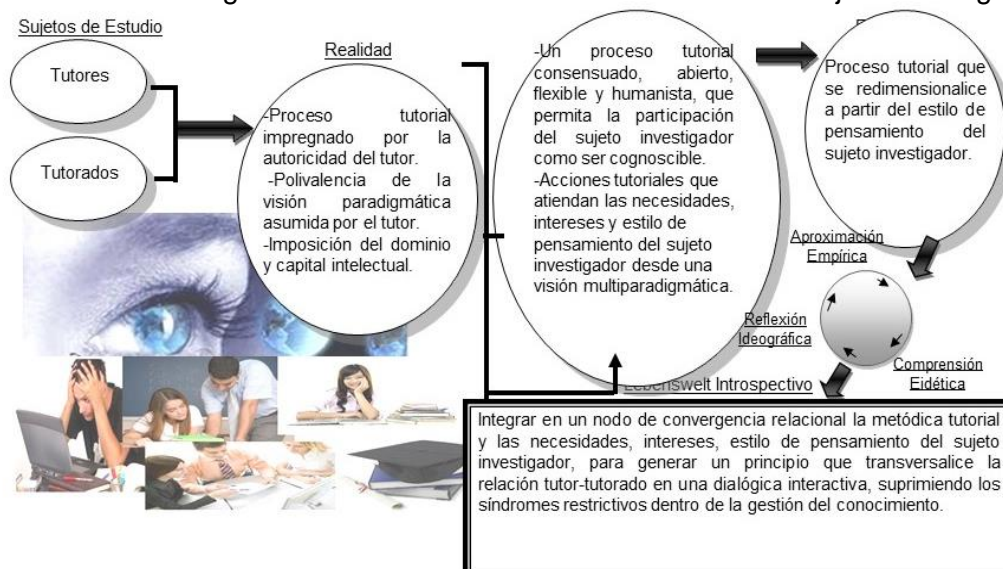 Sujetos de Estudio
Tutores
Tutorados
Realidad
-Proceso tutorial
impregnado por la
autoricidad del tutor.
-Polivalencia de la
visión paradigmática
asumida por el tutor.
-Imposición del dominio
y capital intelectual.
-Un proceso tutorial
consensuado, abierto,
flexible y humanista, que
permita la participación
del sujeto investigador
como ser cognoscible.
-Acciones tutoriales que
atiendan las necesidades,
intereses y estilo de
pensamiento del sujeto
investigador desde una
visión multiparadigmática.
Proceso tutorial que
se redimensionalice
a partir del estilo de
pensamiento del
sujeto investigador.
Aproximación
Empírica
Reflexión
Ideográfica
Comprensión
Eidética
Lebenswelt Introspectivo
Integrar en un nodo de convergencia relacional la metódica tutorial
y las necesidades, intereses, estilo de pensamiento del sujeto
investigador, para generar un principio que transversalice la
relación tutor-tutorado en una dialógica interactiva, suprimiendo los
síndromes restrictivos dentro de la gestión del conocimiento.